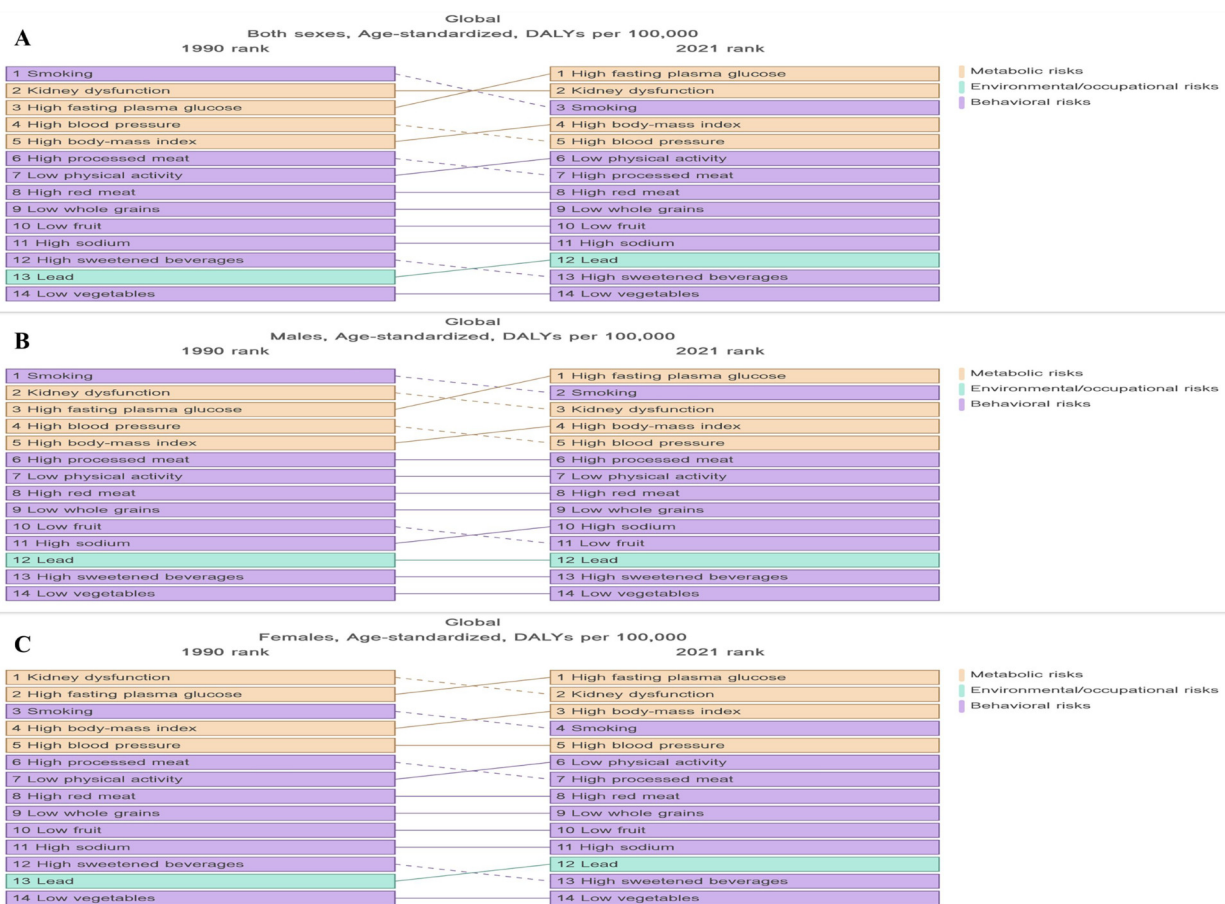 A
Global
Both sexes, Age-standardized, DALYs per 100,000
1990 rank 2021 rank
1 Smoking 1 High fasting plasma glucose
2 Kidney dysfunction 2 Kidney dysfunction
3 High fasting plasma glucose 3 Smoking
4 High blood pressure 4 High body-mass index
5 High body-mass index 5 High blood pressure
6 High processed meat 6 Low physical activity
7 Low physical activity 7 High processed meat
8 High red meat 8 High red meat
9 Low whole grains 9 Low whole grains
10 Low fruit 10 Low fruit
11 High sodium 11 High sodium
12 High sweetened beverages 12 Lead
13 Lead 13 High sweetened beverages
14 Low vegetables 14 Low vegetables
Metabolic risks
Environmental/occupational risks
Behavioral risks
B
Global
Males, Age-standardized, DALYs per 100,000
1990 rank 2021 rank
1 Smoking 1 High fasting plasma glucose
2 Kidney dysfunction 2 Smoking
3 High fasting plasma glucose 3 Kidney dysfunction
4 High blood pressure 4 High body-mass index
5 High body-mass index 5 High blood pressure
6 High processed meat 6 High processed meat
7 Low physical activity 7 Low physical activity
8 High red meat 8 High red meat
9 Low whole grains 9 Low whole grains
10 Low fruit 10 High sodium
11 High sodium 11 Low fruit
12 Lead 12 Lead
13 High sweetened beverages 13 High sweetened beverages
14 Low vegetables 14 Low vegetables
Metabolic risks
Environmental/occupational risks
Behavioral risks
C
Global
Females, Age-standardized, DALYs per 100,000
1990 rank 2021 rank
1 Kidney dysfunction 1 High fasting plasma glucose
2 High fasting plasma glucose 2 Kidney dysfunction
3 Smoking 3 High body-mass index
4 High body-mass index 4 Smoking
5 High blood pressure 5 High blood pressure
6 High processed meat 6 Low physical activity
7 Low physical activity 7 High processed meat
8 High red meat 8 High red meat
9 Low whole grains 9 Low whole grains
10 Low fruit 10 Low fruit
11 High sodium 11 High sodium
12 High sweetened beverages 12 Lead
13 Lead 13 High sweetened beverages
14 Low vegetables 14 Low vegetables
Metabolic risks
Environmental/occupational risks
Behavioral risks